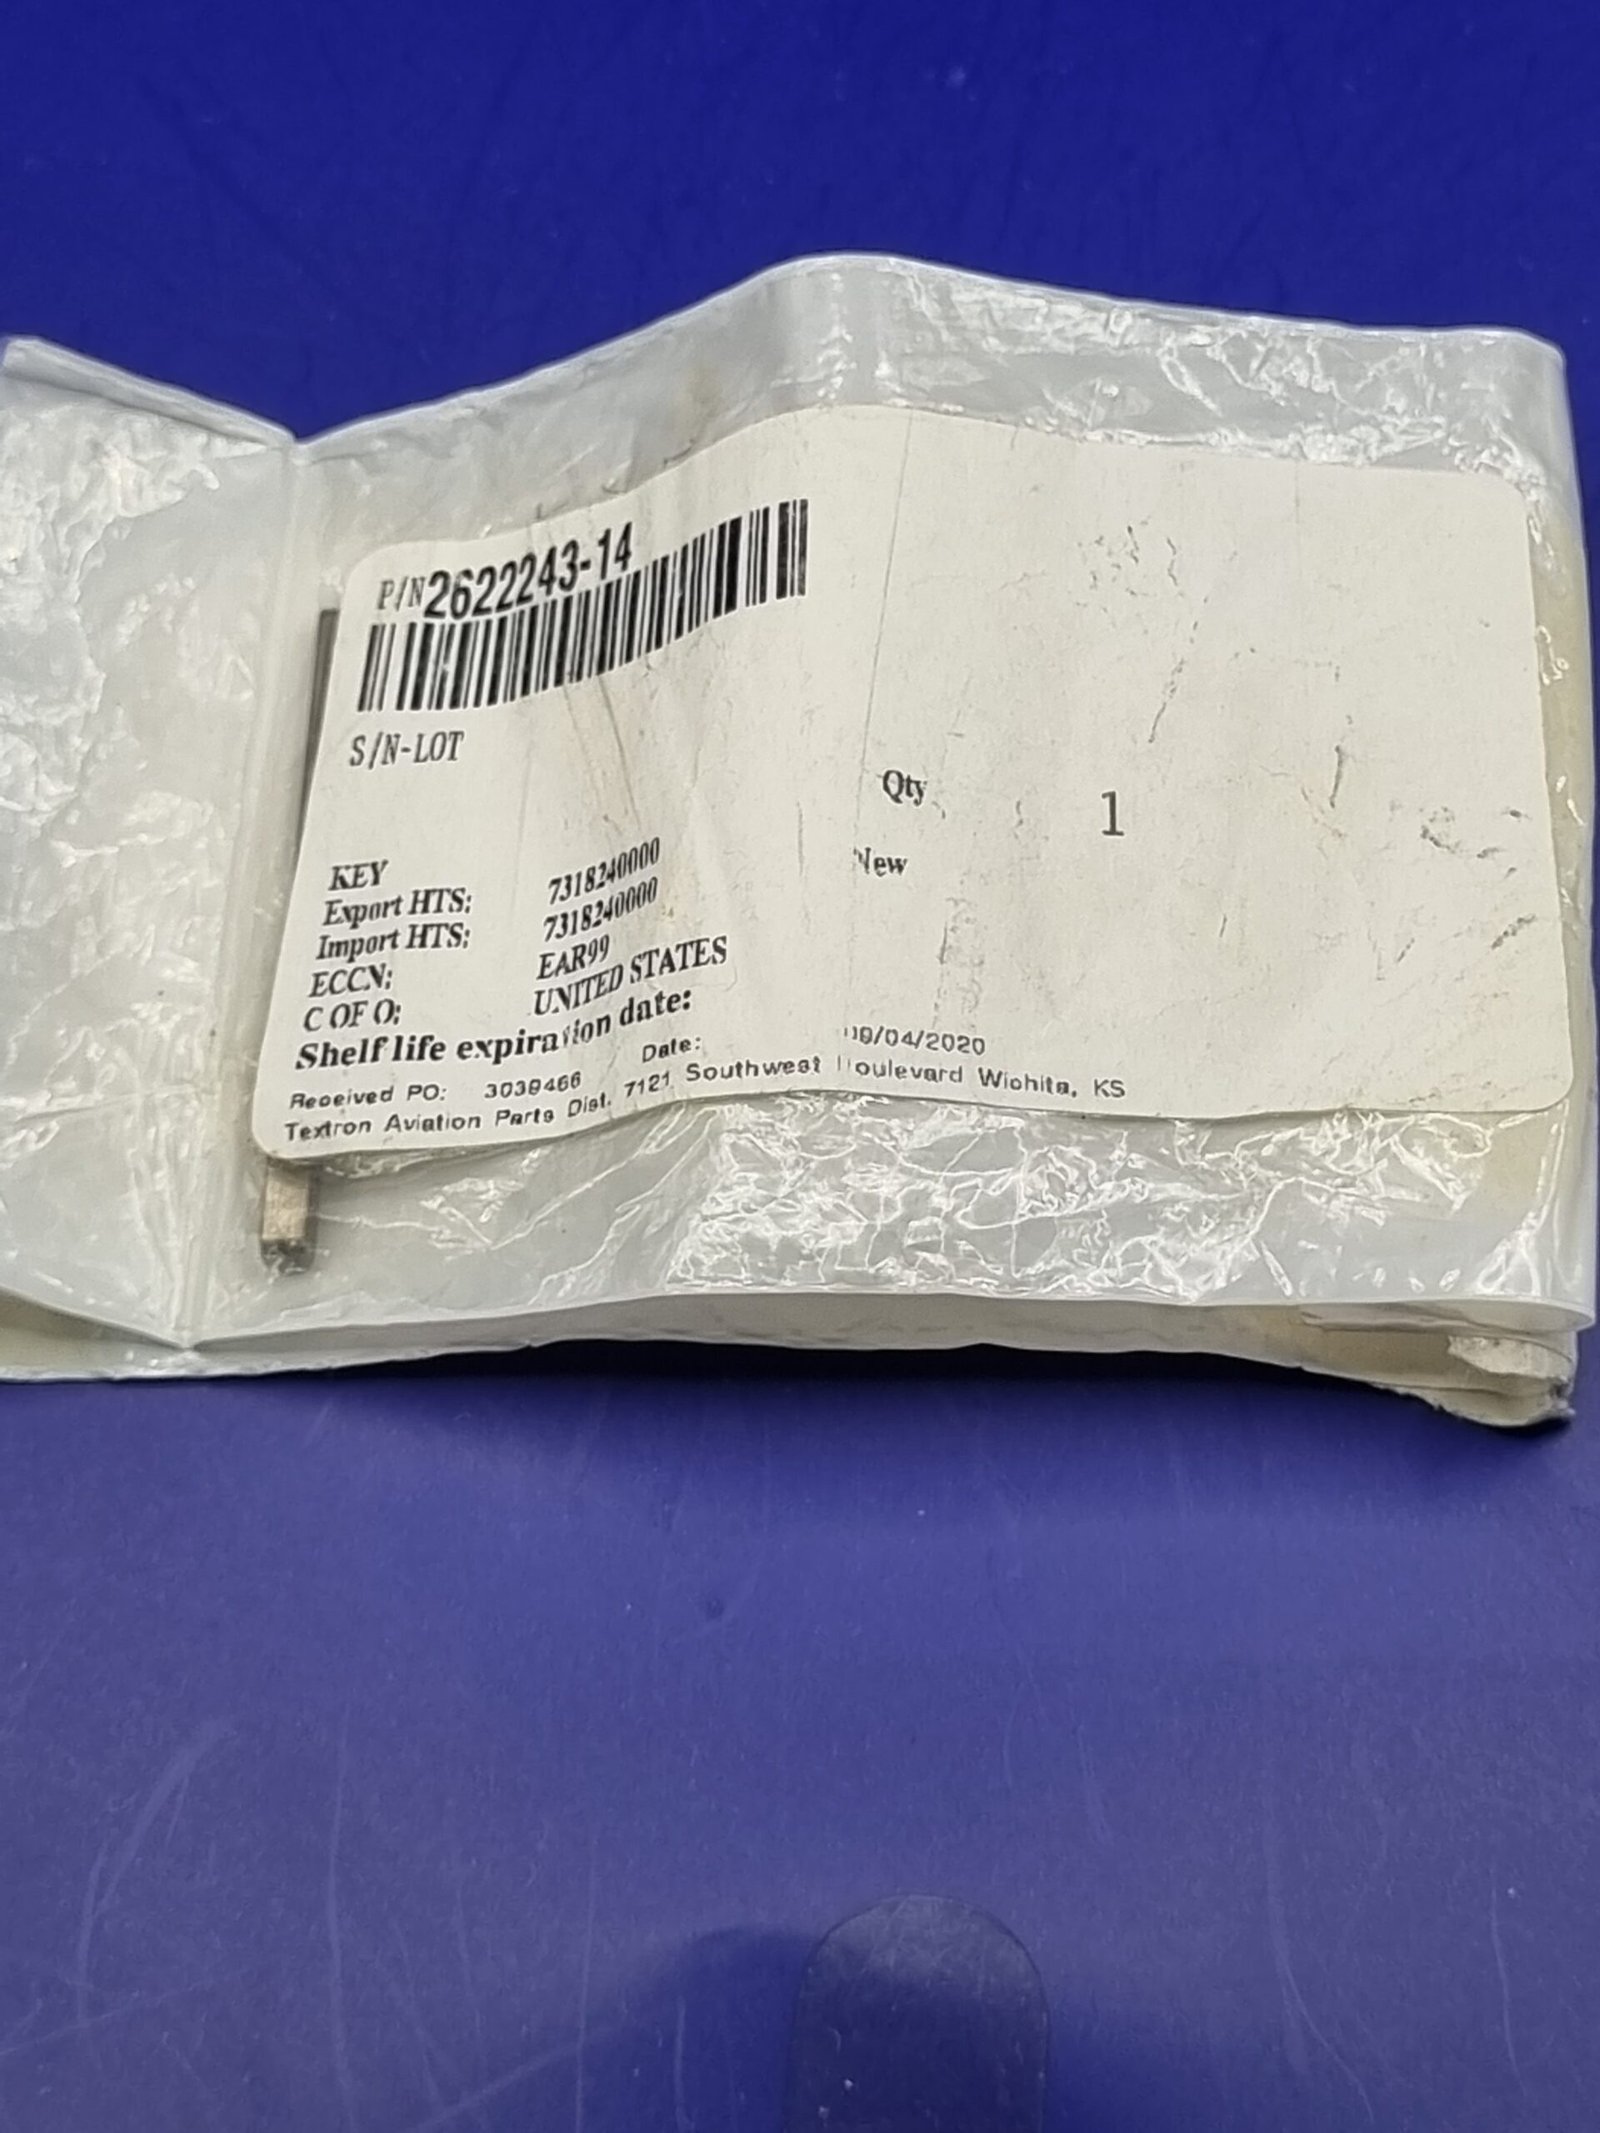 P/N 2622243-14
S/N-LOT
Qty 1
New
KEY
Export HTS: 7318240000
Import HTS: 7318240000
ECCN: EAR99
C OF O: UNITED STATES
Shelf life expiration date:
Received PO: 3039466 Date: 09/04/2020
Textron Aviation Parts Dist. 7121 Southwest Boulevard Wichita, KS